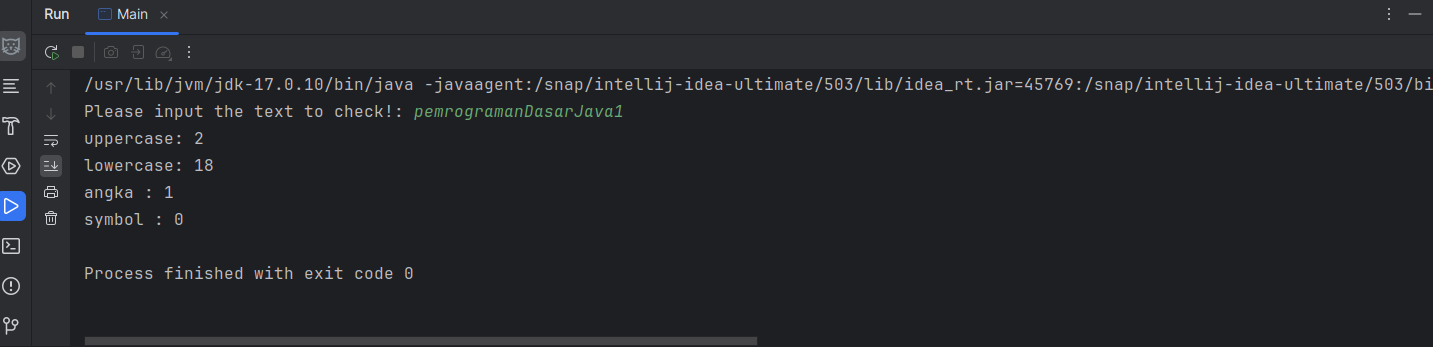 Run Main
/usr/lib/jvm/jdk-17.0.10/bin/java -javaagent:/snap/intellij-idea-ultimate/503/lib/idea_rt.jar=45769:/snap/intellij-idea-ultimate/503/bi
Please input the text to check!: pemrogramanDasarJava1
uppercase: 2
lowercase: 18
angka : 1
symbol : 0
Process finished with exit code 0